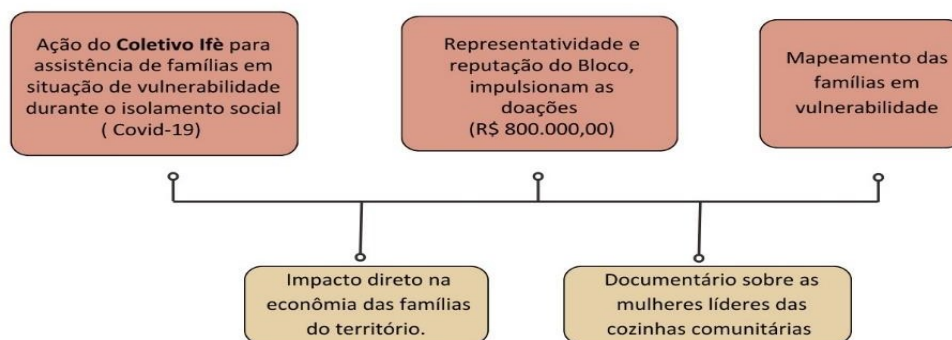 Ação do Coletivo Ifè para
assistência de famílias em
situação de vulnerabilidade
durante o isolamento social
( Covid-19)
Representatividade e
reputação do Bloco,
impulsionam as
doações
(R$ 800.000,00)
Mapeamento das
famílias em
vulnerabilidade
Impacto direto na
econômia das famílias
do território.
Documentário sobre as
mulheres líderes das
cozinhas comunitárias